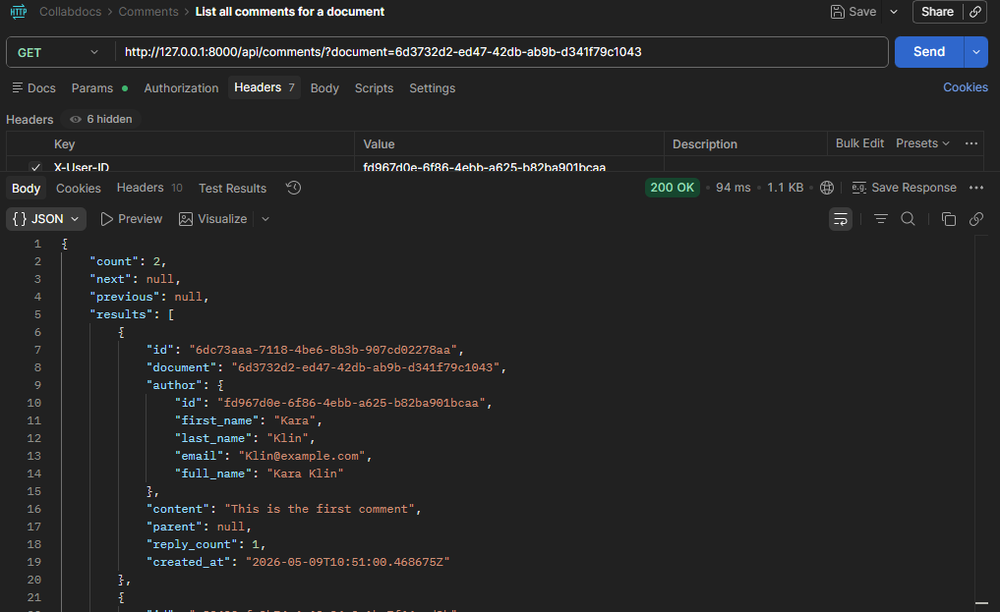 HTTP Collabdocs > Comments > List all comments for a document Save Share
GET http://127.0.0.1:8000/api/comments/?document=6d3732d2-ed47-42db-ab9b-d341f79c1043 Send
Docs Params Authorization Headers 7 Body Scripts Settings Cookies
Headers 6 hidden
Key Value Description Bulk Edit Presets
X-User-ID fd967d0e-6f86-4ebb-a625-b82ba901bcaa
Body Cookies Headers 10 Test Results 200 OK • 94 ms • 1.1 KB • e.g. Save Response
{} JSON Preview Visualize
1 {
2 "count": 2,
3 "next": null,
4 "previous": null,
5 "results": [
6 {
7 "id": "6dc73aaa-7118-4be6-8b3b-907cd02278aa",
8 "document": "6d3732d2-ed47-42db-ab9b-d341f79c1043",
9 "author": {
10 "id": "fd967d0e-6f86-4ebb-a625-b82ba901bcaa",
11 "first_name": "Kara",
12 "last_name": "Klin",
13 "email": "Klin@example.com",
14 "full_name": "Kara Klin"
15 },
16 "content": "This is the first comment",
17 "parent": null,
18 "reply_count": 1,
19 "created_at": "2026-05-09T10:51:00.468675Z"
20 },
21 {